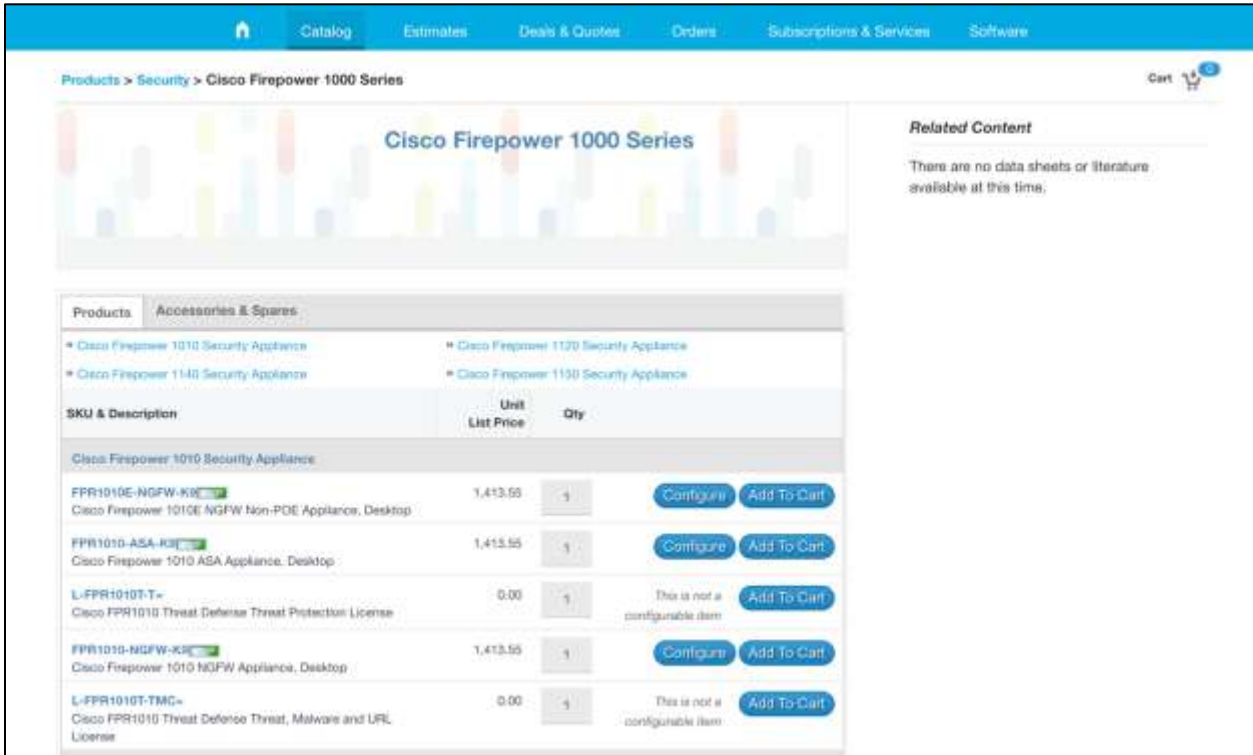 Catalog Estimates Deals & Quotes Orders Subscriptions & Services Software
Products > Security > Cisco Firepower 1000 Series
Cart 0
Cisco Firepower 1000 Series
Related Content
There are no data sheets or literature
available at this time.
Products Accessories & Spares
Cisco Firepower 1010 Security Appliance Cisco Firepower 1120 Security Appliance
Cisco Firepower 1140 Security Appliance Cisco Firepower 1150 Security Appliance
SKU & Description Unit List Price Qty
Cisco Firepower 1010 Security Appliance
FPR1010E-NGFW-K9 1,413.55 1 Configure Add To Cart
Cisco Firepower 1010E NGFW Non-POE Appliance, Desktop
FPR1010-ASA-K9 1,413.55 1 Configure Add To Cart
Cisco Firepower 1010 ASA Appliance, Desktop
L-FPR1010T-T= 0.00 1 This is not a configurable item Add To Cart
Cisco FPR1010 Threat Defense Threat Protection License
FPR1010-NGFW-K9 1,413.55 1 Configure Add To Cart
Cisco Firepower 1010 NGFW Appliance, Desktop
L-FPR1010T-TMC= 0.00 1 This is not a configurable item Add To Cart
Cisco FPR1010 Threat Defense Threat, Malware and URL
License